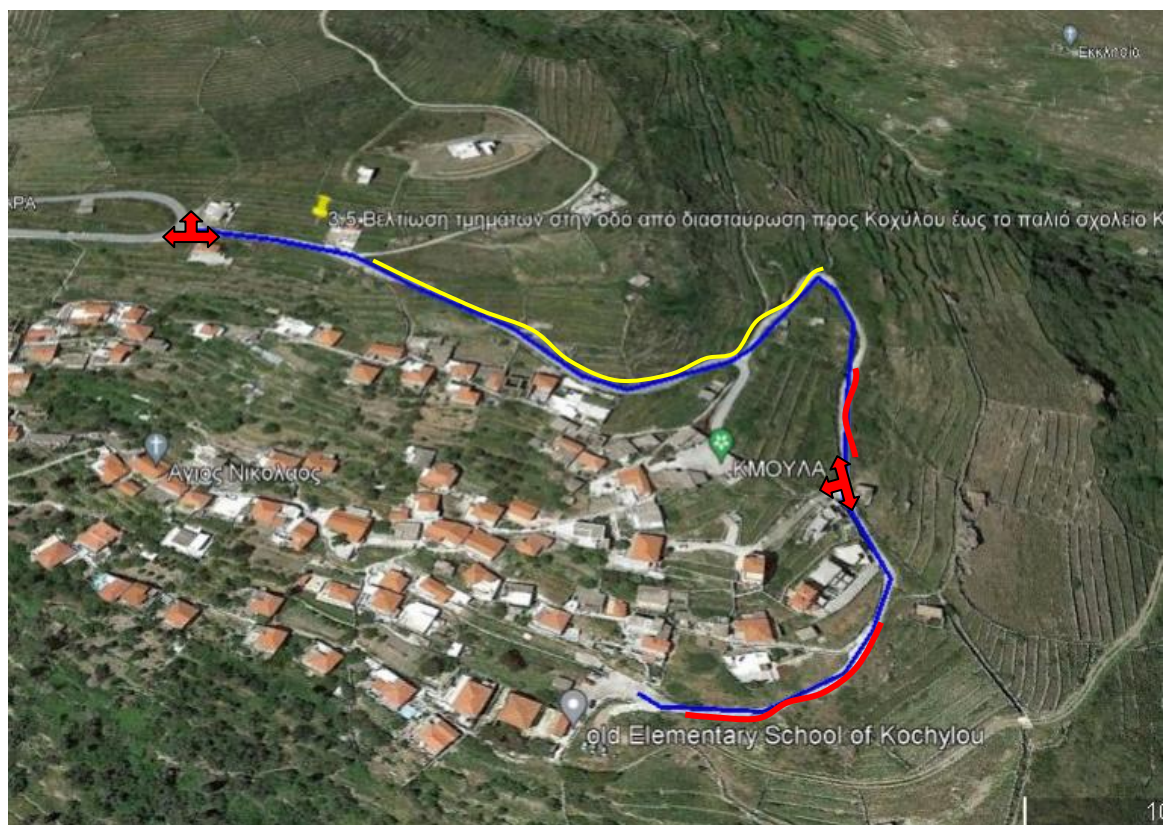 Εκκλησία
ΑΡΑ
3.5 Βελτίωση τμημάτων στην οδό από διασταύρωση προς Κοχύλου έως το παλιό σχολείο Κ
ΚΜΟΥΛΑ
Άγιος Νικόλαος
old Elementary School of Kochylou
10